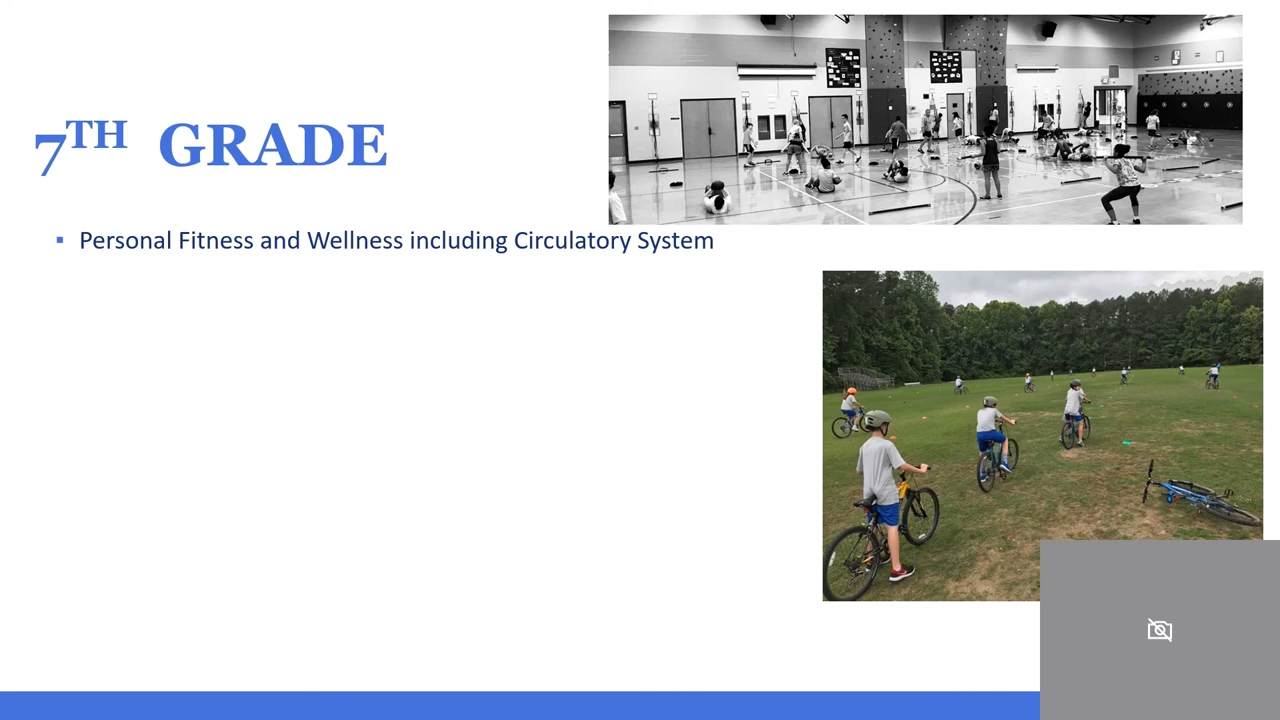 7TH GRADE
▪ Personal Fitness and Wellness including Circulatory System